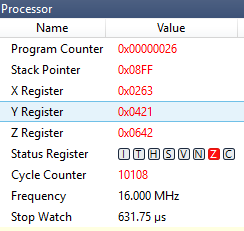 Processor
Name Value
Program Counter 0x00000026
Stack Pointer 0x08FF
X Register 0x0263
Y Register 0x0421
Z Register 0x0642
Status Register I T H S V N Z C
Cycle Counter 10108
Frequency 16.000 MHz
Stop Watch 631.75 µs